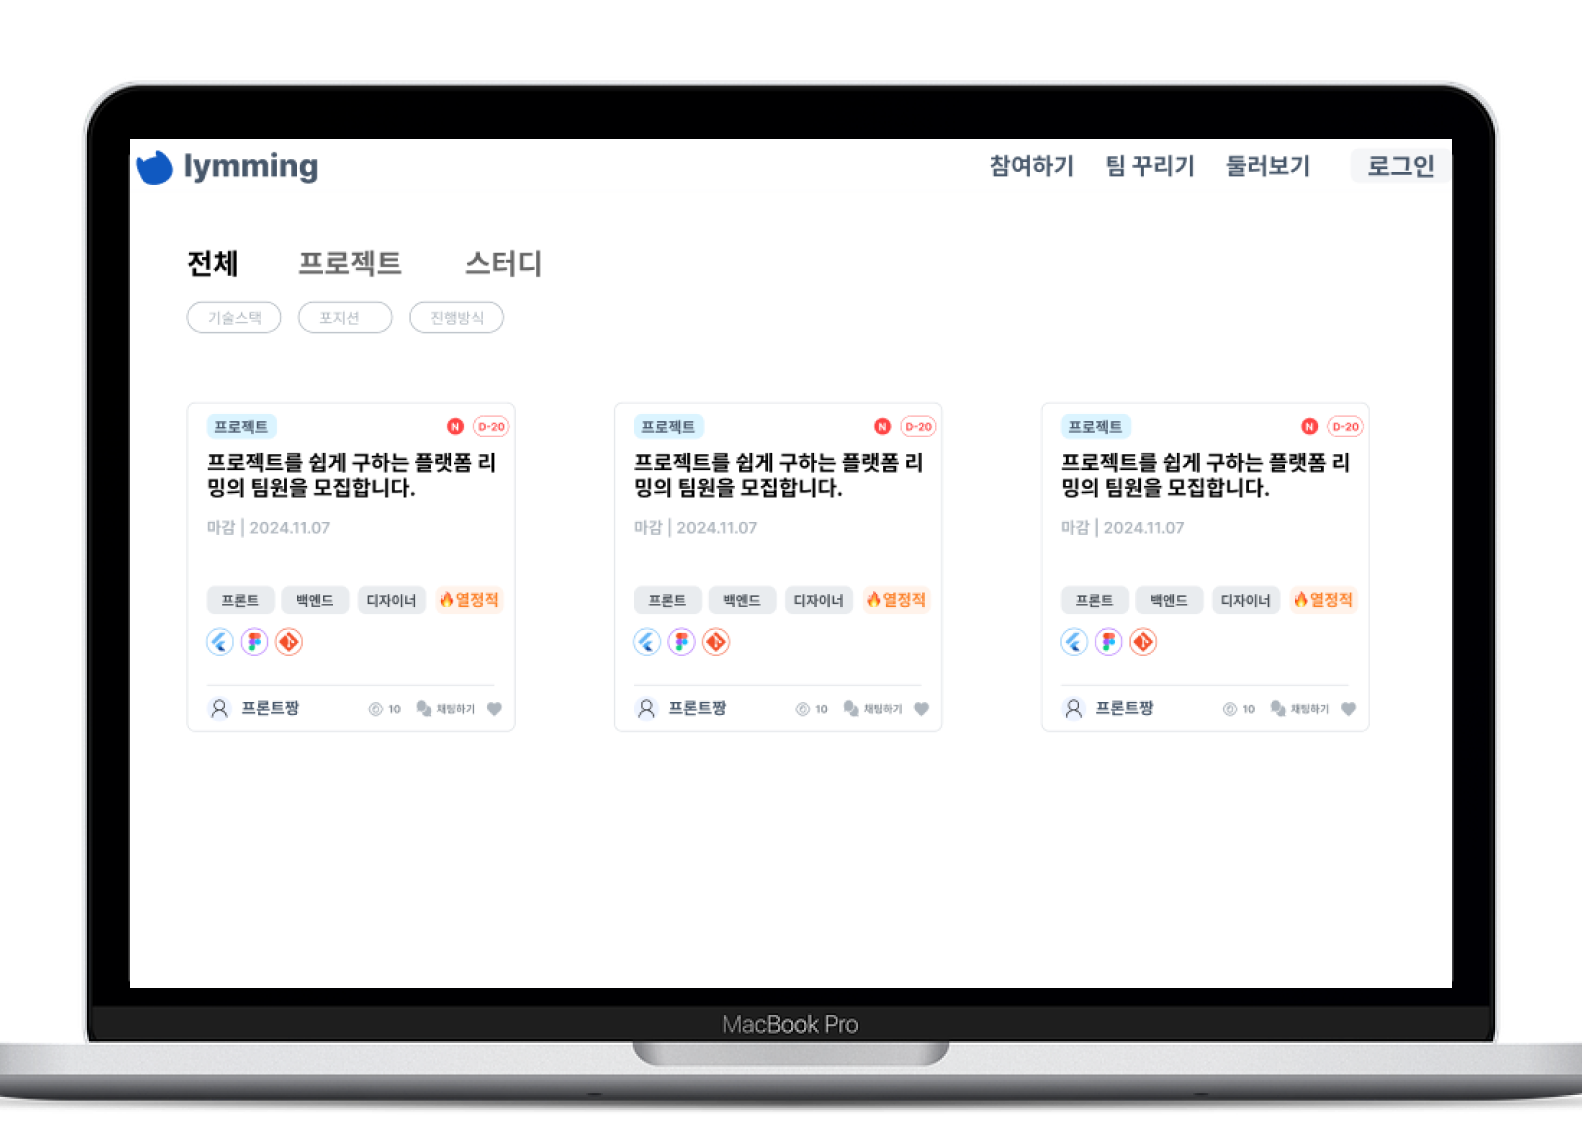 lymming
참여하기 팀 꾸리기 둘러보기 로그인
전체 프로젝트 스터디
기술스택 포지션 진행방식
프로젝트 N D-20
프로젝트를 쉽게 구하는 플랫폼 리
밍의 팀원을 모집합니다.
마감 | 2024.11.07
프론트 백엔드 디자이너 🔥열정적
프론트짱 10 채팅하기
프로젝트 N D-20
프로젝트를 쉽게 구하는 플랫폼 리
밍의 팀원을 모집합니다.
마감 | 2024.11.07
프론트 백엔드 디자이너 🔥열정적
프론트짱 10 채팅하기
프로젝트 N D-20
프로젝트를 쉽게 구하는 플랫폼 리
밍의 팀원을 모집합니다.
마감 | 2024.11.07
프론트 백엔드 디자이너 🔥열정적
프론트짱 10 채팅하기
MacBook Pro